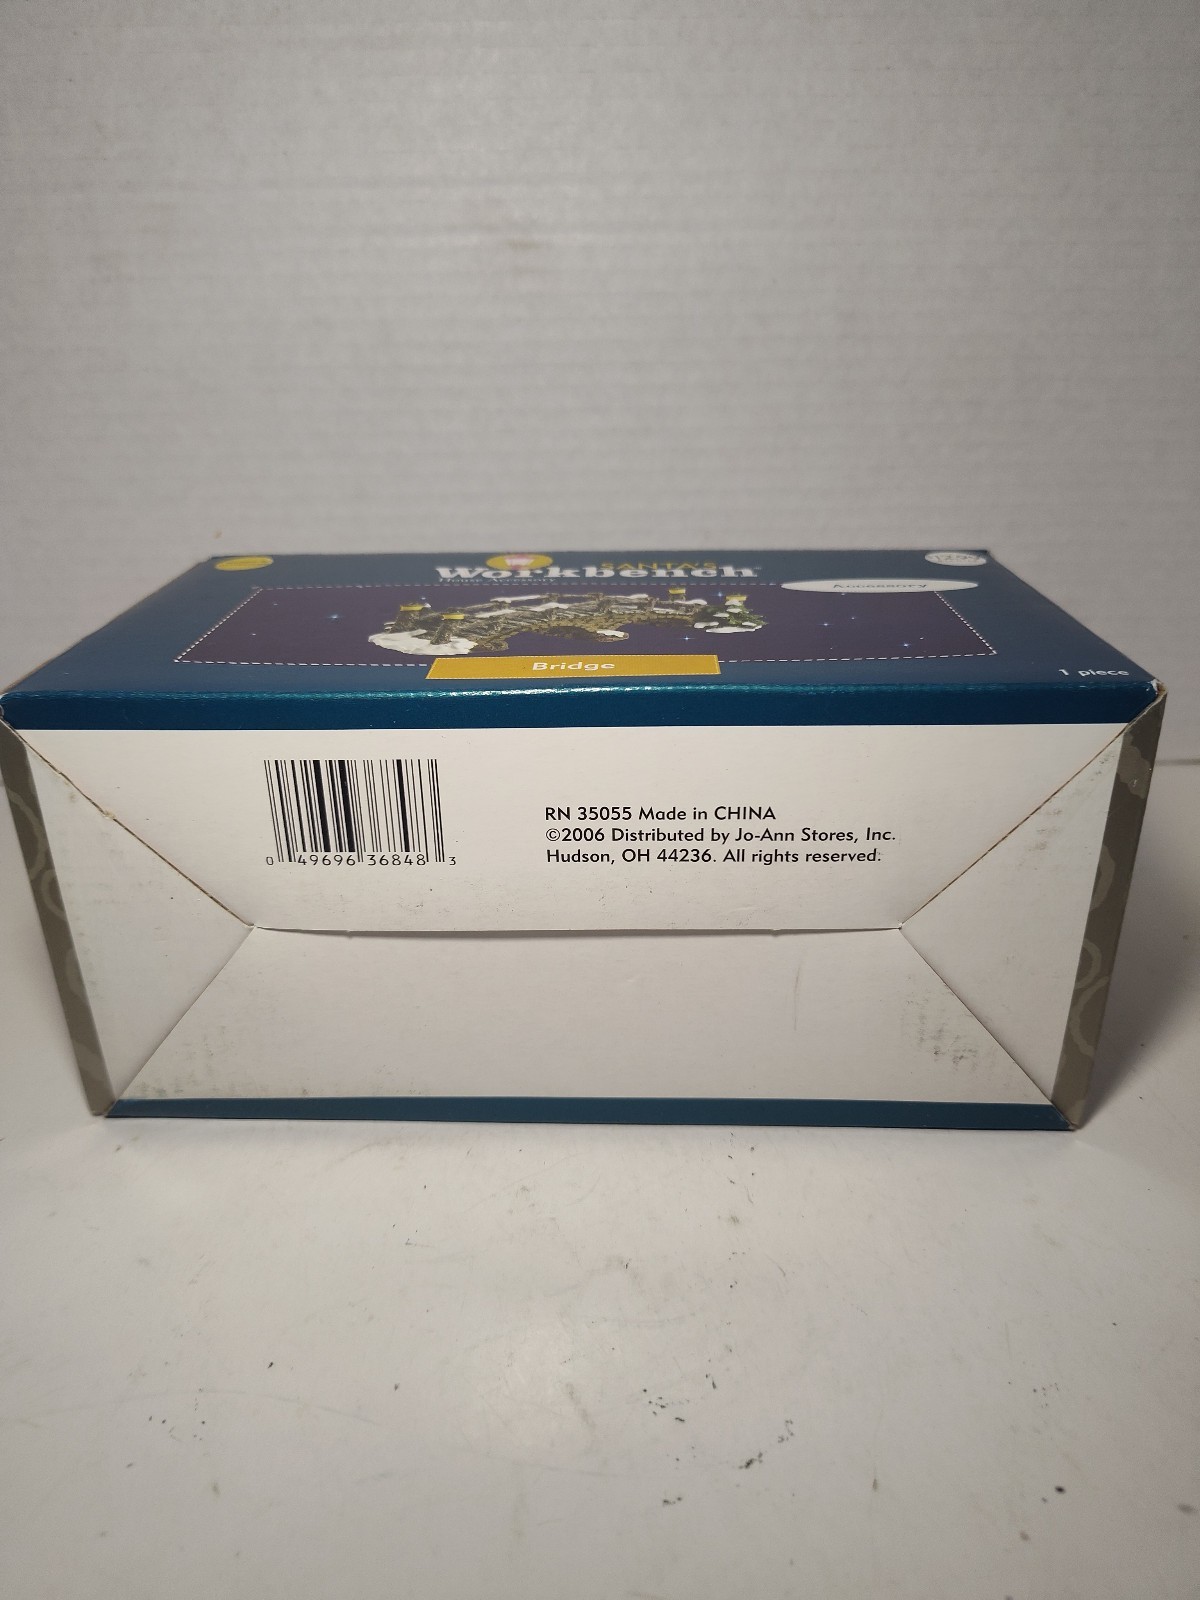 SANTA'S
Workbench
Accessory
Bridge
1 piece
RN 35055 Made in CHINA
©2006 Distributed by Jo-Ann Stores, Inc.
Hudson, OH 44236. All rights reserved.
0 49696 36848 3